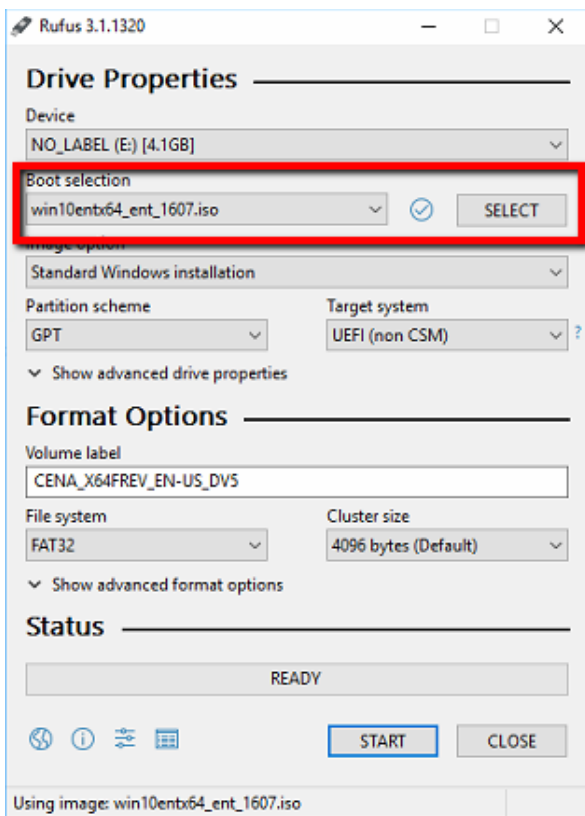 Rufus 3.1.1320
Drive Properties
Device
NO_LABEL (E:) [4.1GB]
Boot selection
win10entx64_ent_1607.iso
SELECT
Image option
Standard Windows installation
Partition scheme Target system
GPT UEFI (non CSM) ?
Show advanced drive properties
Format Options
Volume label
CENA_X64FREV_EN-US_DV5
File system Cluster size
FAT32 4096 bytes (Default)
Show advanced format options
Status
READY
START CLOSE
Using image: win10entx64_ent_1607.iso